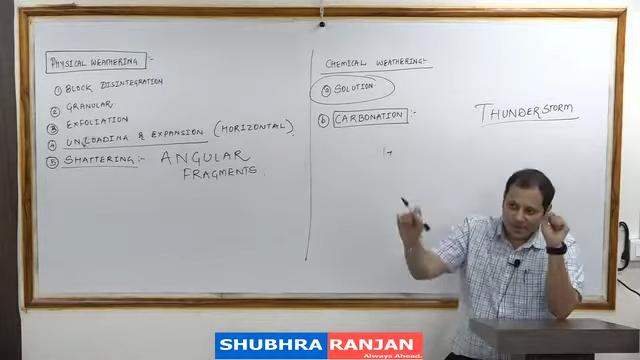 PHYSICAL WEATHERING :-
① BLOCK DISINTEGRATION
② GRANULAR
③ EXFOLIATION
④ UNLOADING & EXPANSION (HORIZONTAL)
⑤ SHATTERING :- ANGULAR
FRAGMENTS.
CHEMICAL WEATHERING:-
ⓐ SOLUTION
ⓑ CARBONATION :-
THUNDERSTORM
SHUBHRA RANJAN
Always Ahead.